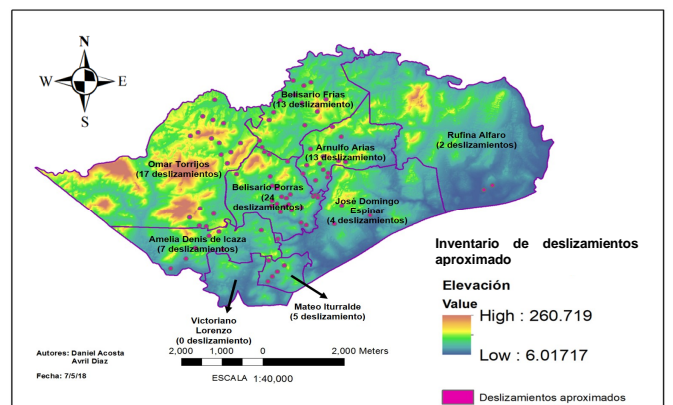 N
W
E
S
Belisario Frías
(13 deslizamiento)
Rufina Alfaro
(2 deslizamientos)
Arnulfo Arias
(13 deslizamiento)
Omar Torrijos
(17 deslizamientos)
Belisario Porras
(24
deslizamientos)
José Domingo
Espinar
(4 deslizamientos)
Amelia Denis de Icaza
(7 deslizamientos)
Mateo Iturralde
(5 deslizamiento)
Victoriano
Lorenzo
(0 deslizamiento)
Inventario de deslizamientos
aproximado
Elevación
Value
High : 260.719
Low : 6.01717
Deslizamientos aproximados
Autores: Daniel Acosta
Avril Díaz
Fecha: 7/5/18
2,000 1,000 0 2,000 Meters
ESCALA 1:40,000